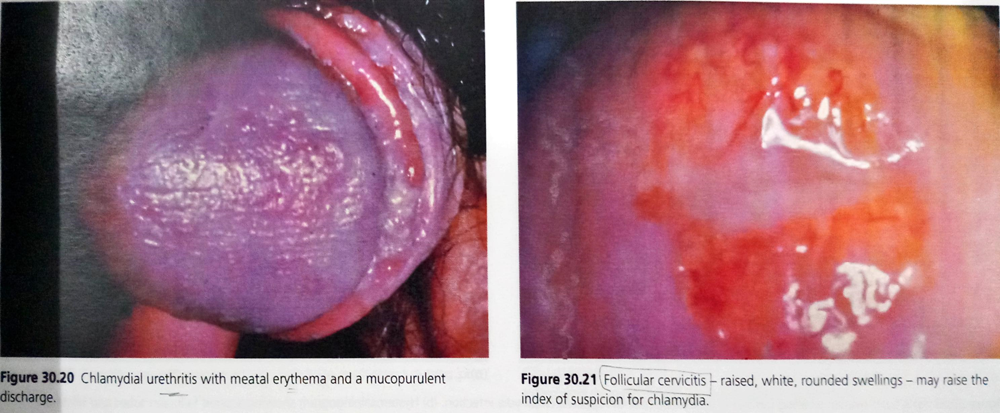 Figure 30.20 Chlamydial urethritis with meatal erythema and a mucopurulent
discharge.
Figure 30.21 Follicular cervicitis – raised, white, rounded swellings – may raise the
index of suspicion for chlamydia.